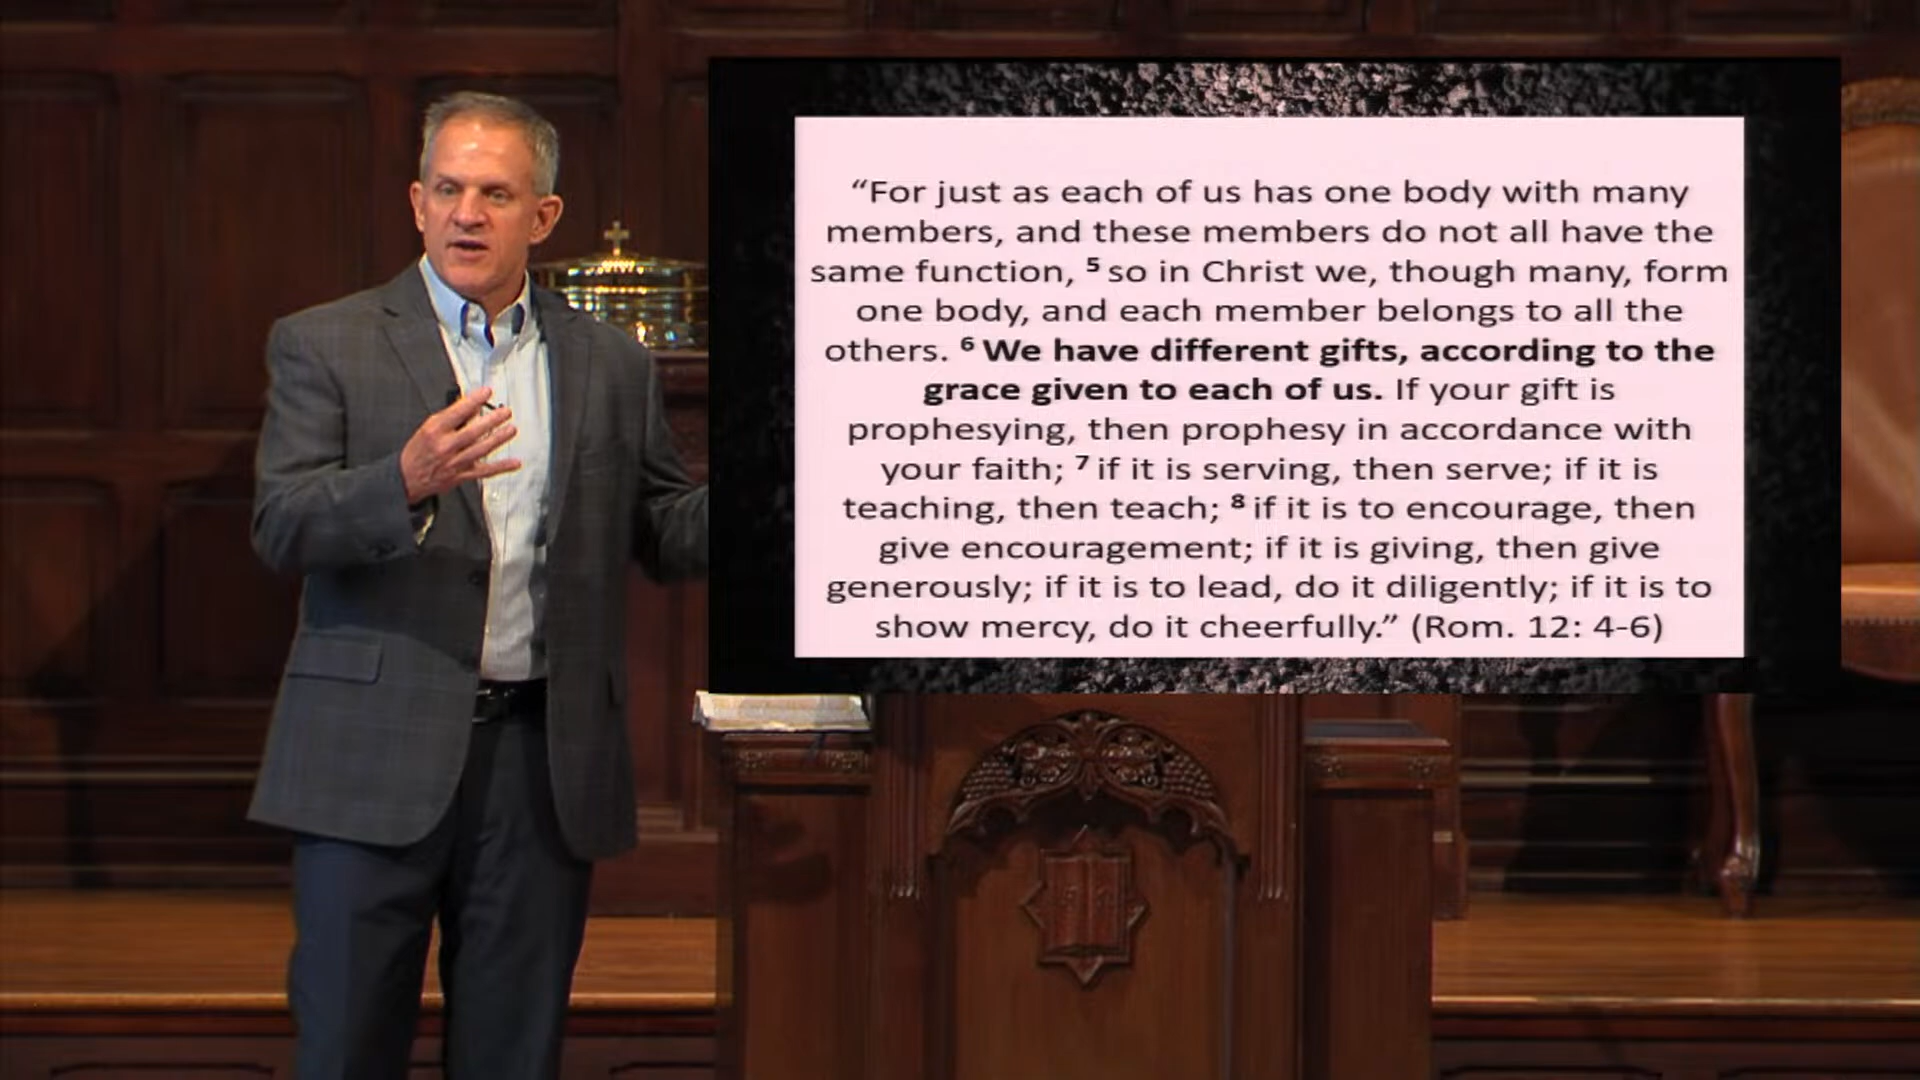 “For just as each of us has one body with many
members, and these members do not all have the
same function, 5 so in Christ we, though many, form
one body, and each member belongs to all the
others. 6 We have different gifts, according to the
grace given to each of us. If your gift is
prophesying, then prophesy in accordance with
your faith; 7 if it is serving, then serve; if it is
teaching, then teach; 8 if it is to encourage, then
give encouragement; if it is giving, then give
generously; if it is to lead, do it diligently; if it is to
show mercy, do it cheerfully.” (Rom. 12: 4-6)